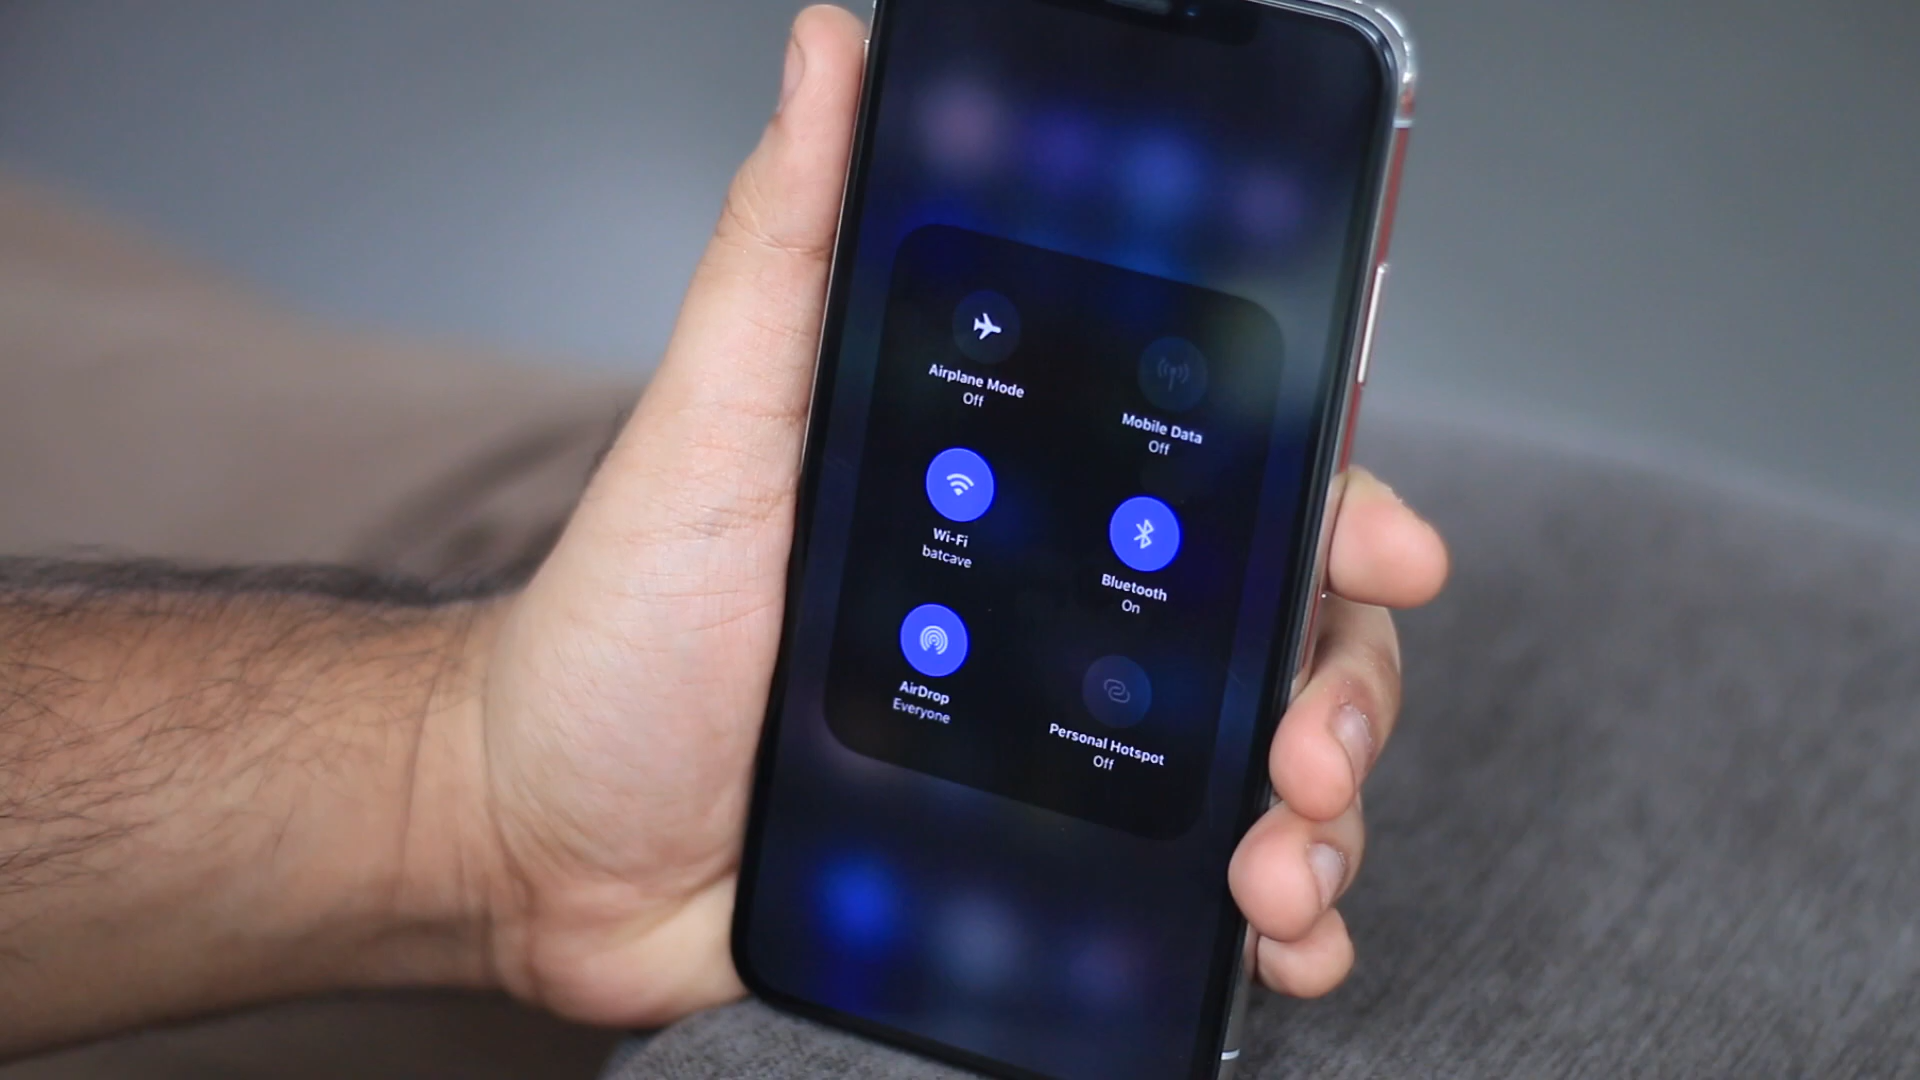 Airplane Mode
Off
Mobile Data
Off
Wi-Fi
batcave
Bluetooth
On
AirDrop
Everyone
Personal Hotspot
Off